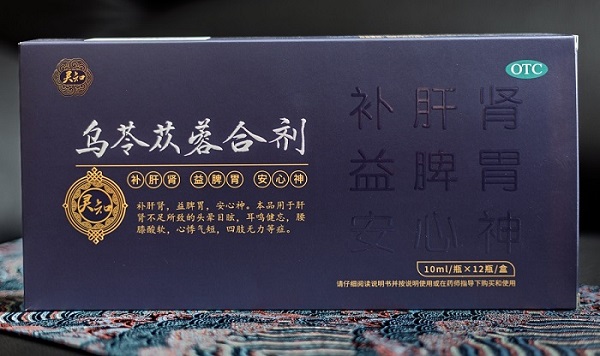 灵知
OTC
乌苓苁蓉合剂
补肝肾 益脾胃 安心神
灵知
补肝肾，益脾胃，安心神。本品用于肝
肾不足所致的头晕目眩，耳鸣健忘，腰
膝酸软，心悸气短，四肢无力等症。
补肝肾
益脾胃
安心神
10ml/瓶×12瓶/盒
请仔细阅读说明书并按说明使用或在药师指导下购买和使用